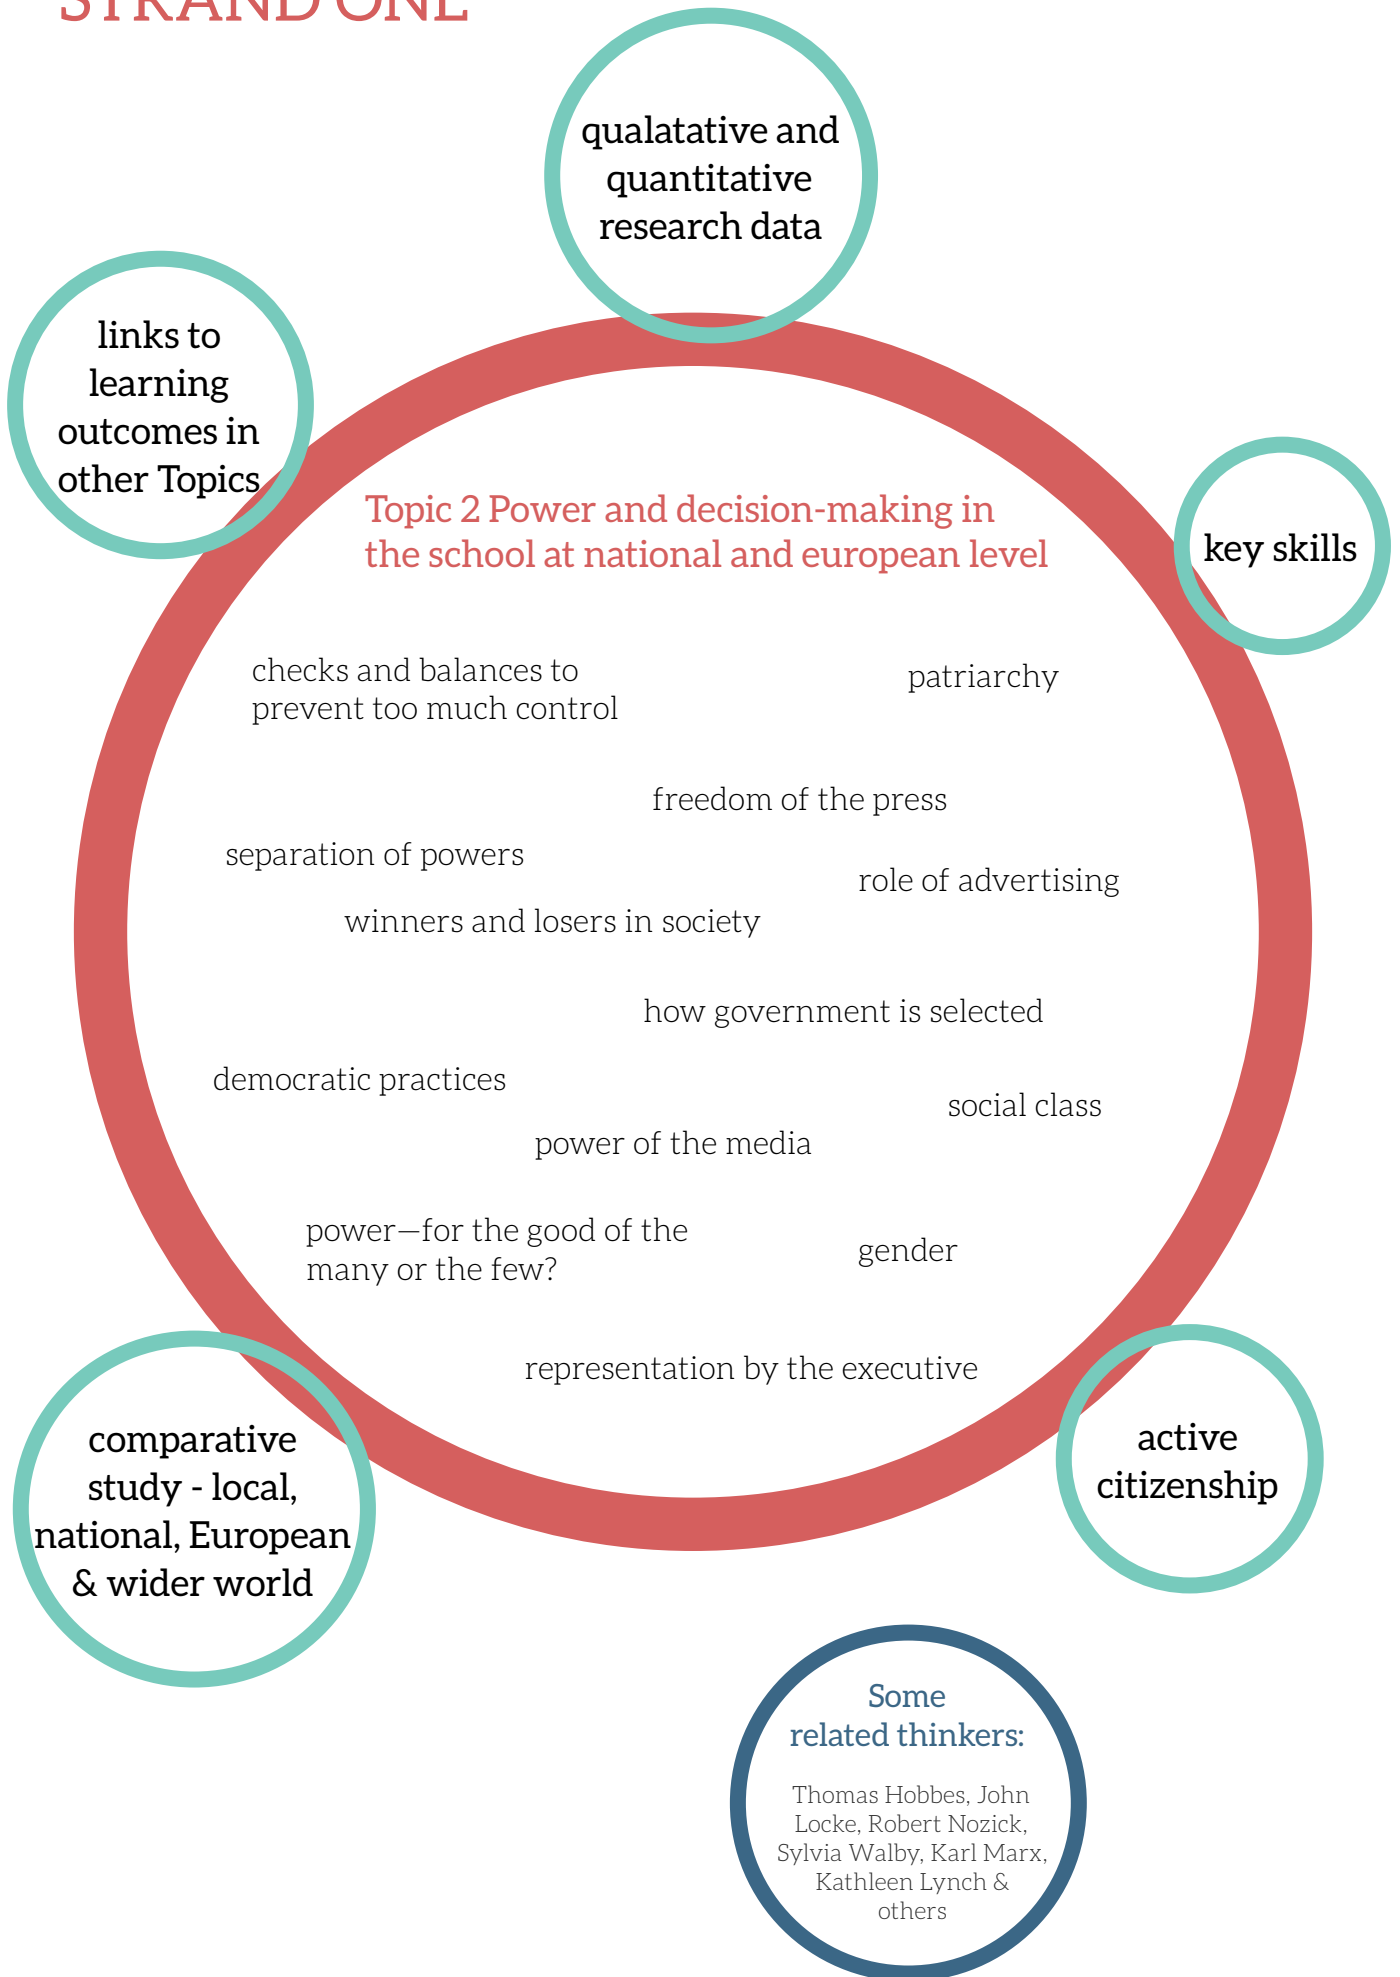 STRAND ONE
qualatative and
quantitative
research data
links to
learning
outcomes in
other Topics
key skills
Topic 2 Power and decision-making in
the school at national and european level
checks and balances to
prevent too much control
patriarchy
freedom of the press
separation of powers
role of advertising
winners and losers in society
how government is selected
democratic practices
social class
power of the media
power—for the good of the
many or the few?
gender
representation by the executive
comparative
study - local,
national, European
& wider world
active
citizenship
Some
related thinkers:
Thomas Hobbes, John
Locke, Robert Nozick,
Sylvia Walby, Karl Marx,
Kathleen Lynch &
others